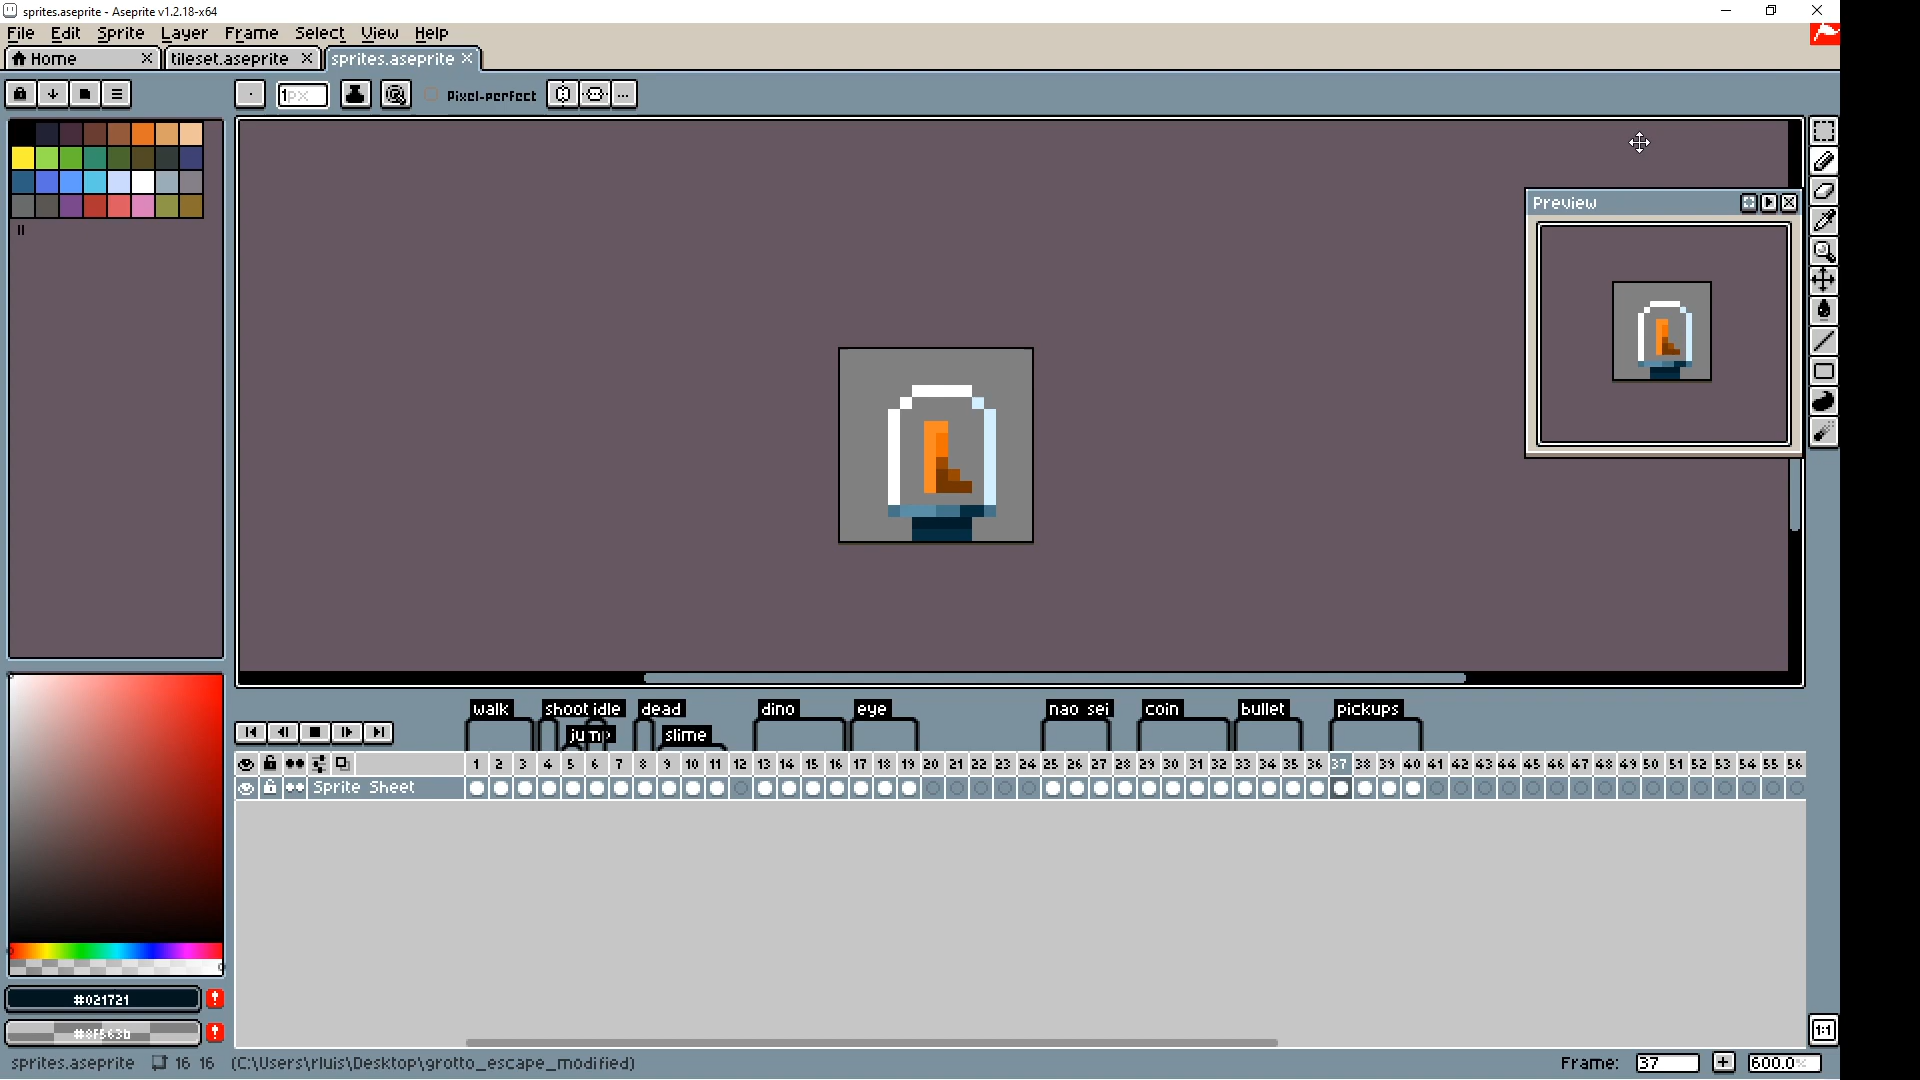 sprites.aseprite - Aseprite v1.2.18-x64
File Edit Sprite Layer Frame Select View Help
Home tileset.aseprite sprites.aseprite
1px Pixel-perfect
Preview
walk shoot idle dead dino eye nao sei coin bullet pickups
jump slime
1 2 3 4 5 6 7 8 9 10 11 12 13 14 15 16 17 18 19 20 21 22 23 24 25 26 27 28 29 30 31 32 33 34 35 36 37 38 39 40 41 42 43 44 45 46 47 48 49 50 51 52 53 54 55 56
Sprite Sheet
#021721
#8f563b
1:1
sprites.aseprite 16 16 (C:\Users\rluis\Desktop\grotto_escape_modified) Frame: 37 + 600.0%